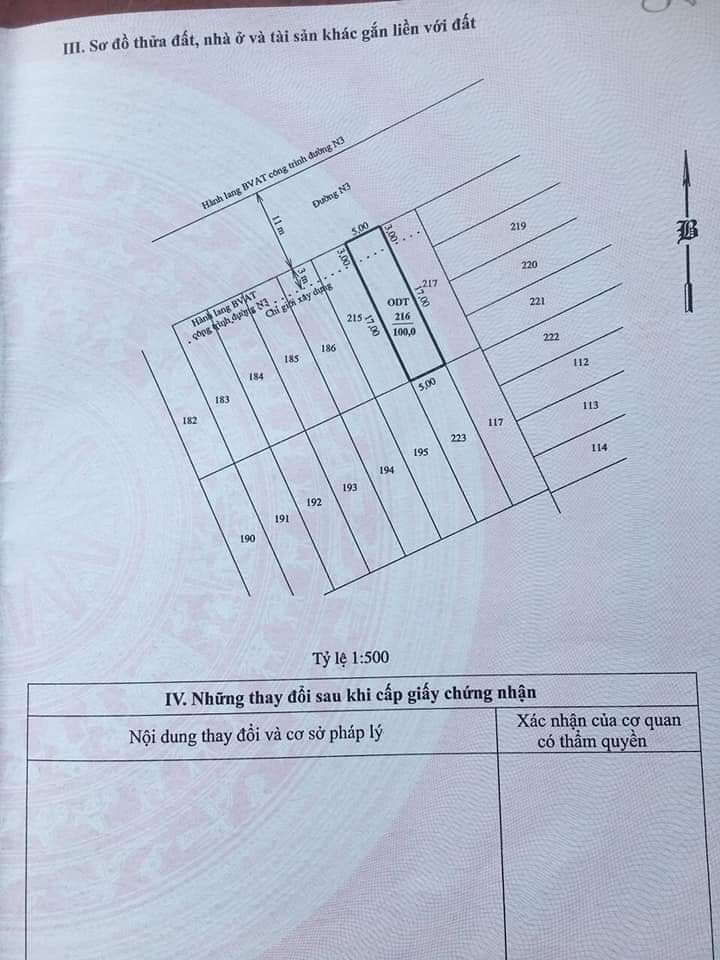 III. Sơ đồ thửa đất, nhà ở và tài sản khác gắn liền với đất
Hành lang BVAT công trình đường N3
Đường N3
11 m
5,00
3,00
3,00
3 m
Hành lang BVAT
công trình đường N3
Chỉ giới xây dựng
B
219
220
221
222
112
113
114
217
17,00
ODT
216
100,0
215
17,00
5,00
186
185
184
183
182
117
223
195
194
193
192
191
190
Tỷ lệ 1:500
IV. Những thay đổi sau khi cấp giấy chứng nhận
Nội dung thay đổi và cơ sở pháp lý
Xác nhận của cơ quan
có thẩm quyền